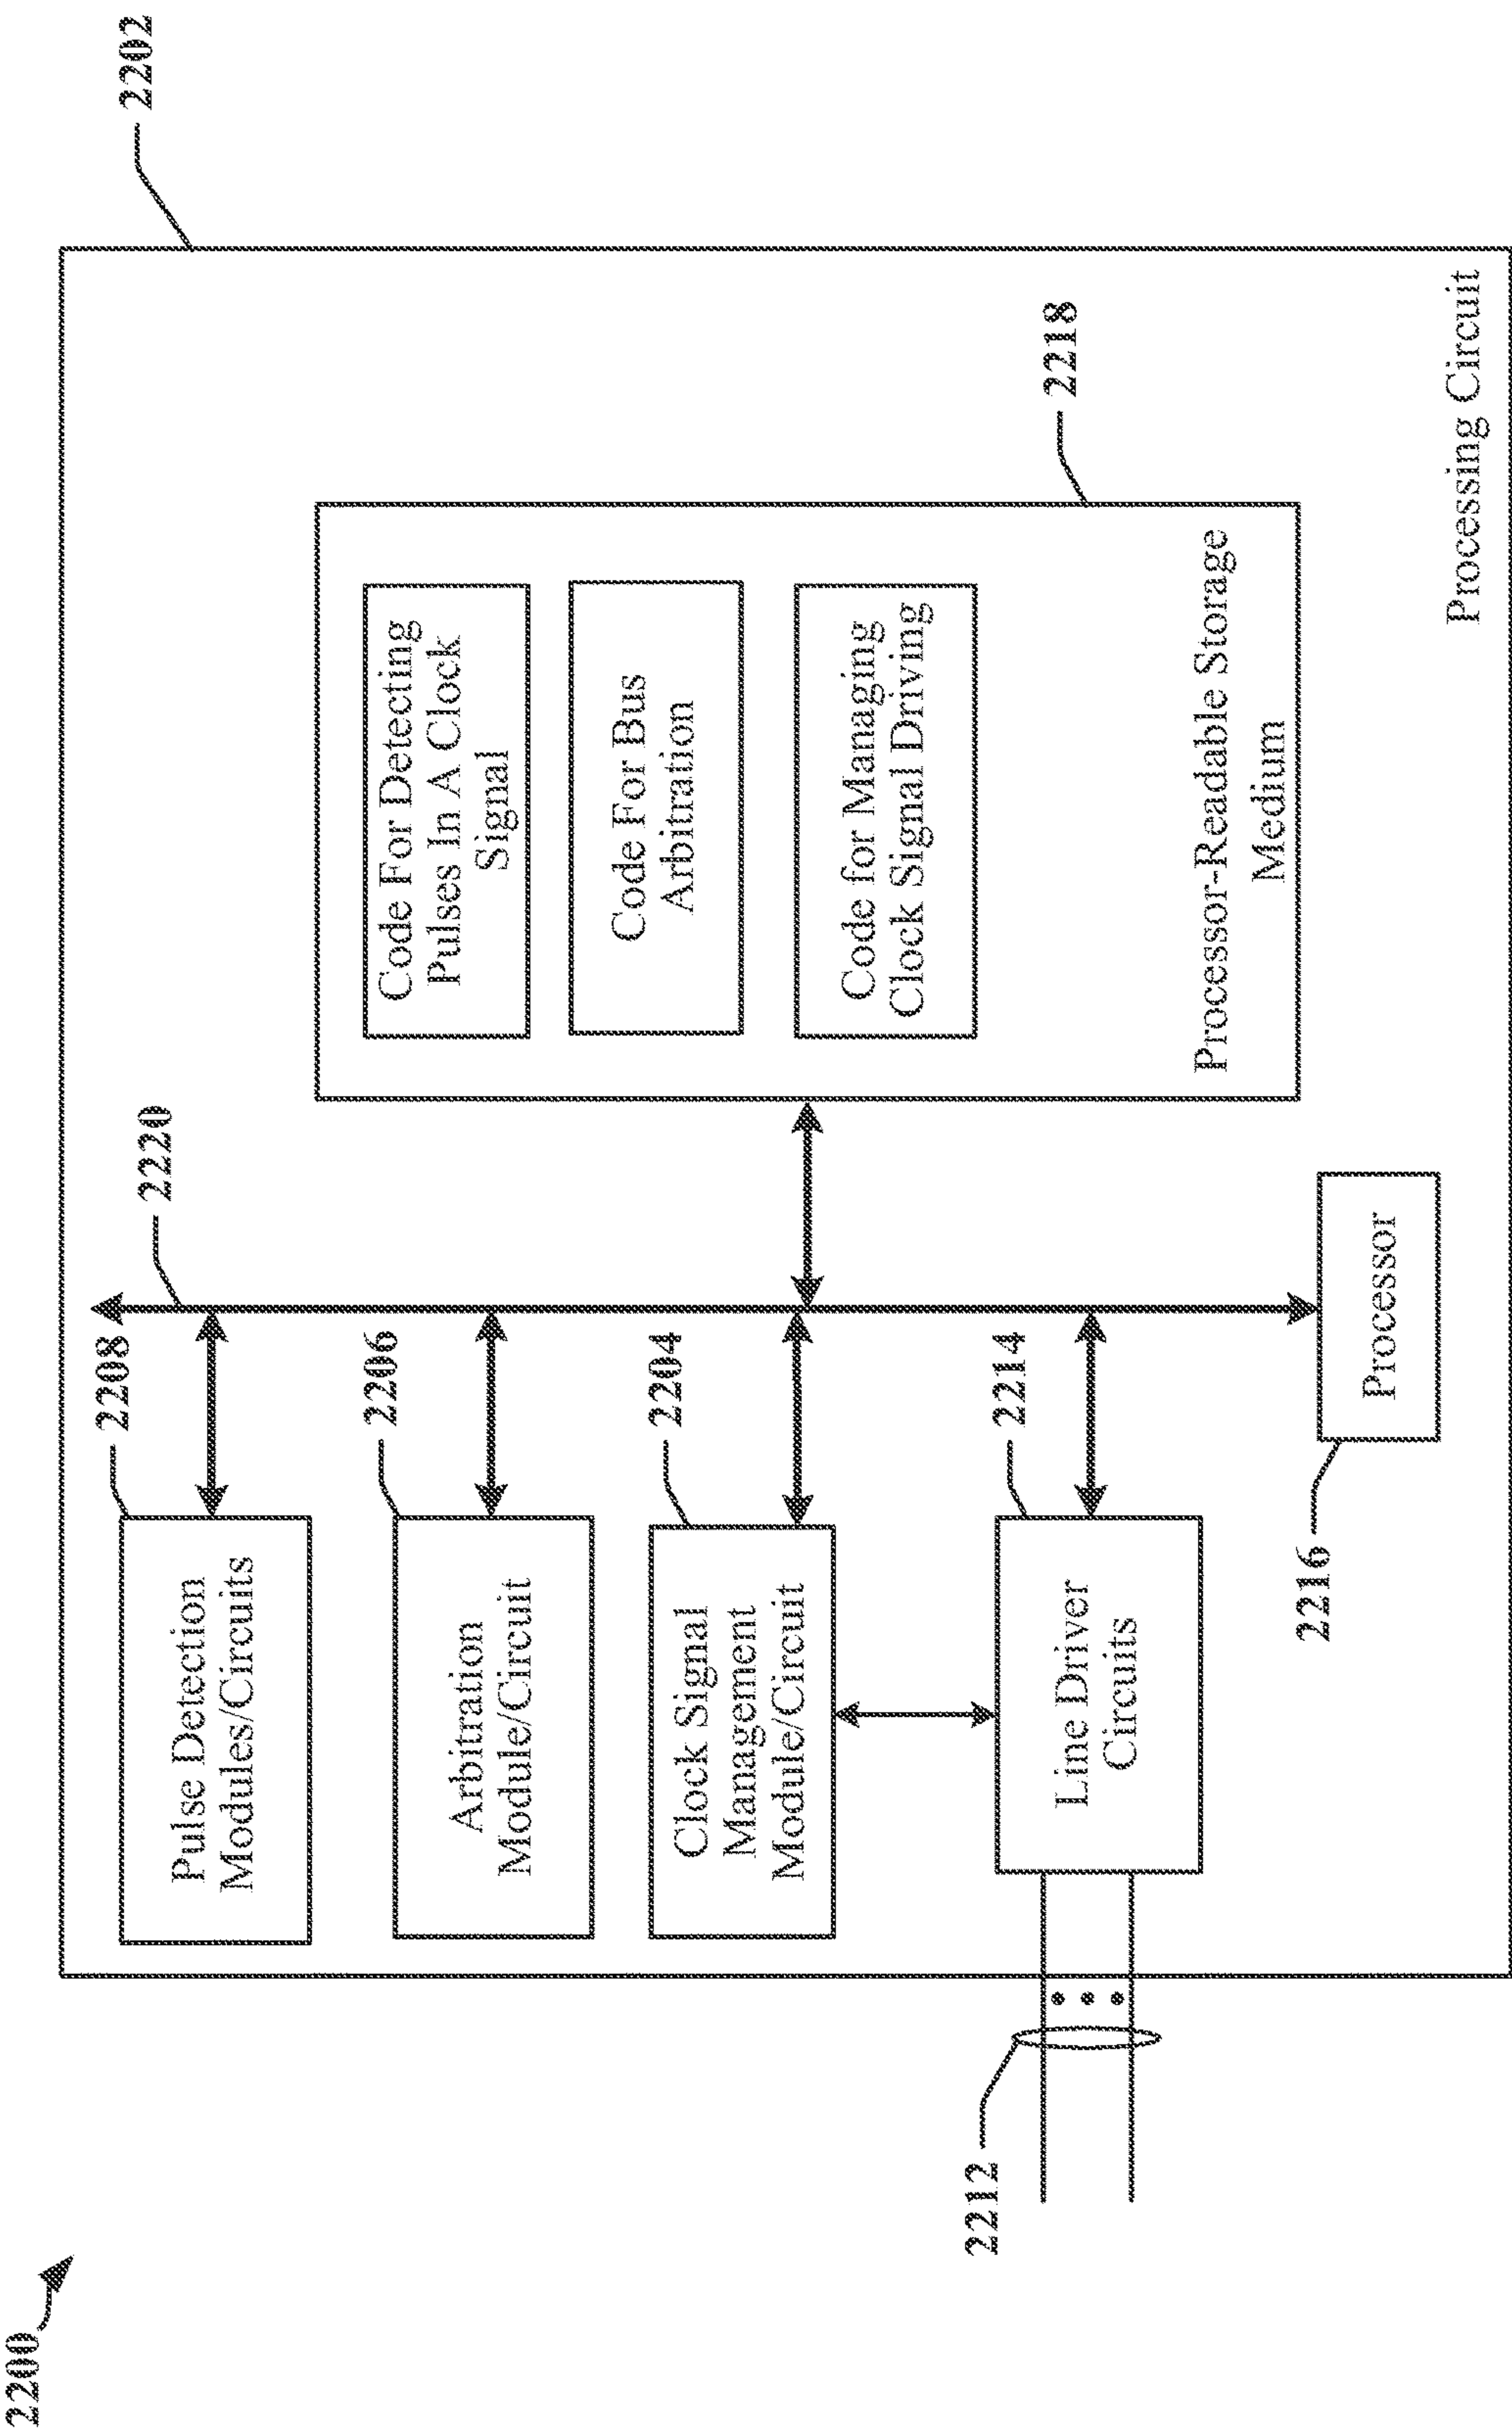 2200
2202
2208
Pulse Detection
Modules/Circuits
2206
Arbitration
Module/Circuit
2204
Clock Signal
Management
Module/Circuit
2214
Line Driver
Circuits
2212
2220
2216
Processor
2218
Code For Detecting
Pulses In A Clock
Signal
Code For Bus
Arbitration
Code for Managing
Clock Signal Driving
Processor-Readable Storage
Medium
Processing Circuit